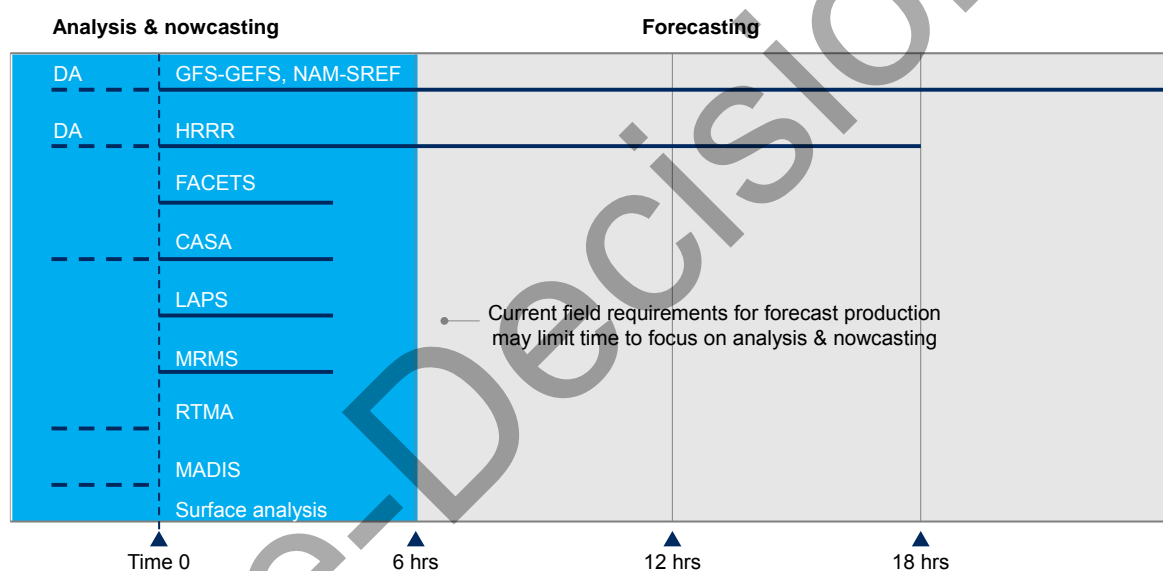 Analysis & nowcasting
Forecasting
DA
GFS-GEFS, NAM-SREF
DA
HRRR
FACETS
CASA
LAPS
Current field requirements for forecast production
may limit time to focus on analysis & nowcasting
MRMS
RTMA
MADIS
Surface analysis
Time 0
6 hrs
12 hrs
18 hrs
e-Decision